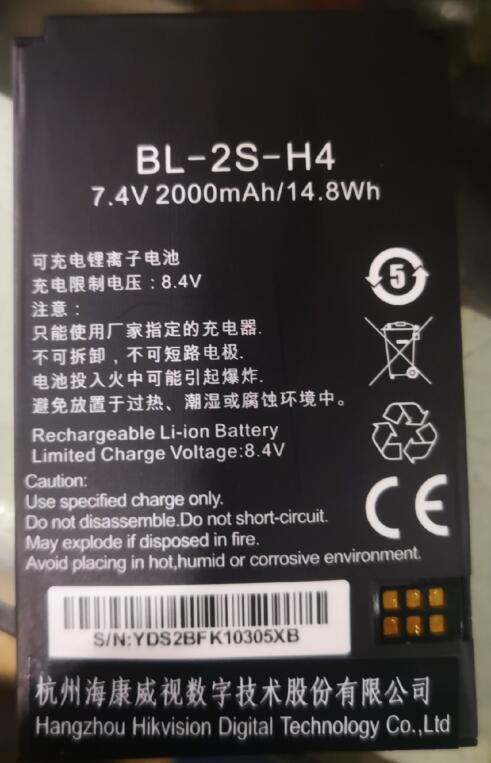 BL-2S-H4
7.4V 2000mAh/14.8Wh
可充电锂离子电池
充电限制电压：8.4V
注意：
只能使用厂家指定的充电器.
不可拆卸，不可短路电极.
电池投入火中可能引起爆炸.
避免放置于过热、潮湿或腐蚀环境中。
5
Rechargeable Li-ion Battery
Limited Charge Voltage:8.4V
Caution:
Use specified charge only.
Do not disassemble.Do not short-circuit.
May explode if disposed in fire.
Avoid placing in hot,humid or corrosive environment.
CE
S/N:YDS2BFK10305XB
杭州海康威视数字技术股份有限公司
Hangzhou Hikvision Digital Technology Co.,Ltd